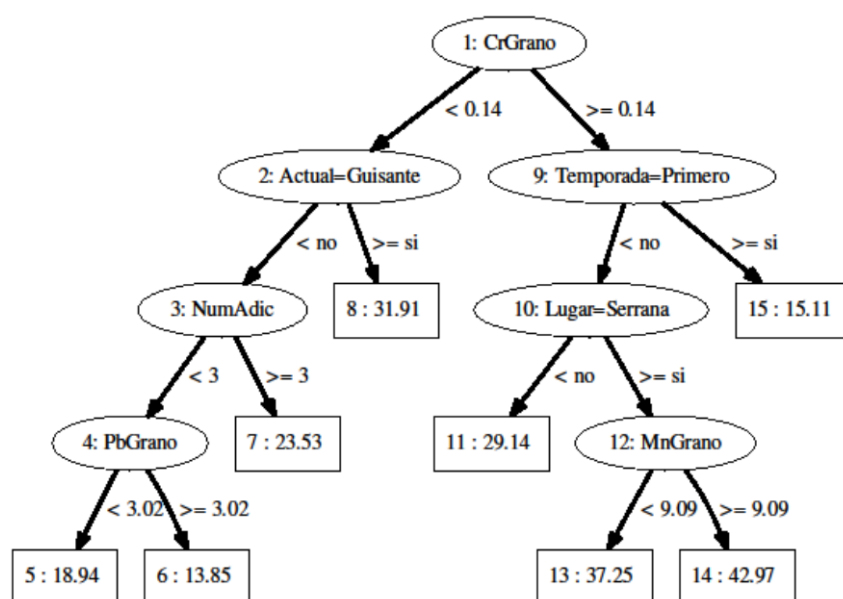 1: CrGrano
< 0.14
>= 0.14
2: Actual=Guisante
9: Temporada=Primero
< no
>= si
< no
>= si
3: NumAdic
8 : 31.91
10: Lugar=Serrana
15 : 15.11
< 3
>= 3
< no
>= si
4: PbGrano
7 : 23.53
11 : 29.14
12: MnGrano
< 3.02
>= 3.02
< 9.09
>= 9.09
5 : 18.94
6 : 13.85
13 : 37.25
14 : 42.97